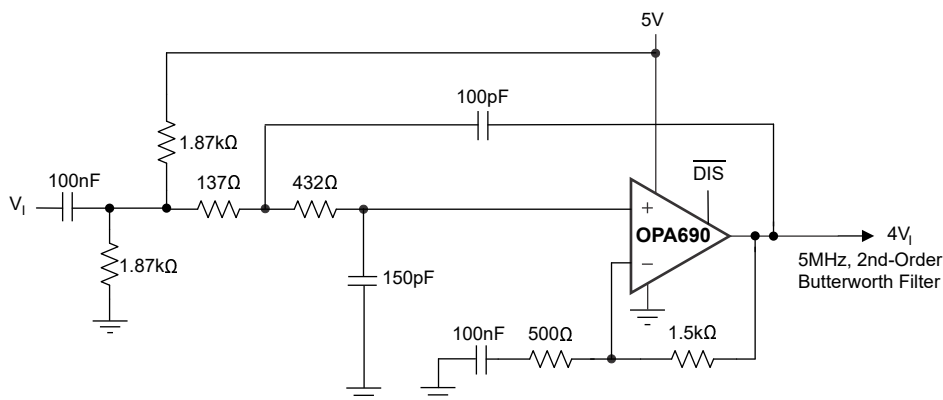 5V
100pF
1.87kΩ
137Ω
432Ω
DIS
100nF
V_I
+
OPA690
−
4V_I
5MHz, 2nd-Order
Butterworth Filter
1.87kΩ
150pF
100nF
500Ω
1.5kΩ